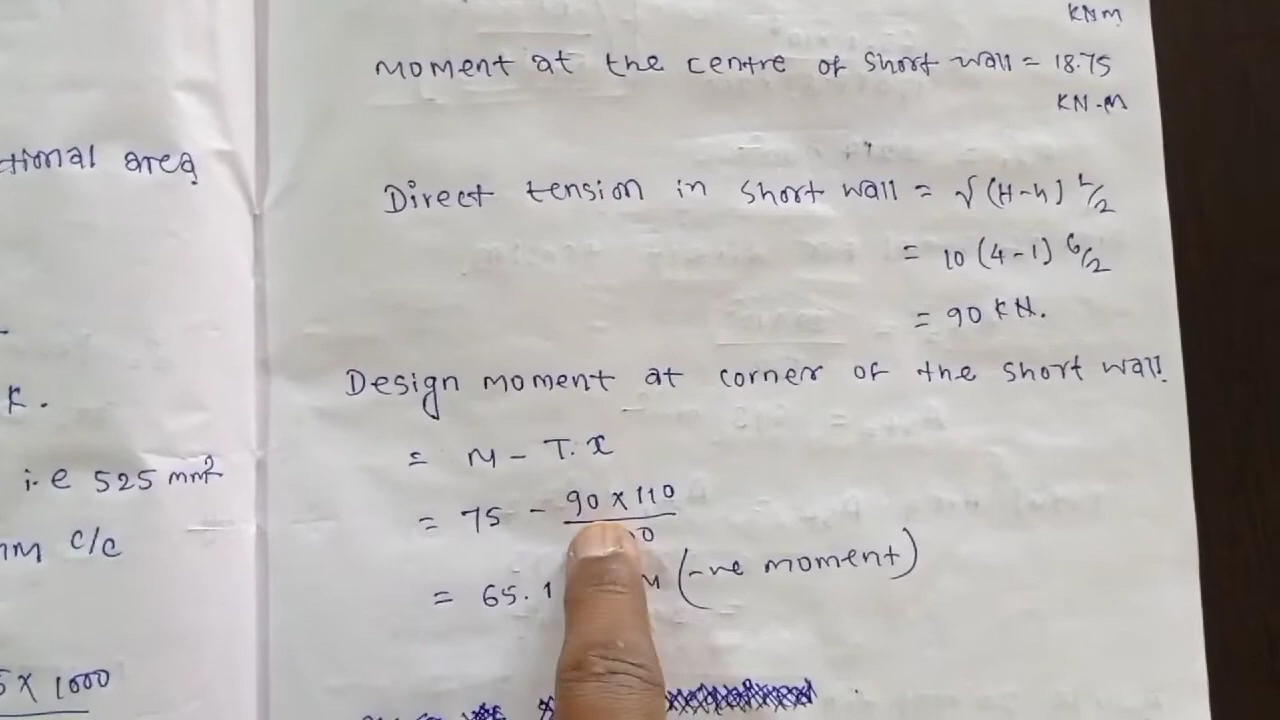 KNm
moment at the centre of short wall = 18.75
KN.m
ctional area
Direct tension in short wall = √(H-h) L/2
= 10 (4-1) 6/2
= 90 KN.
Design moment at corner of the short wall.
K.
= M - T.x
i.e 525 mm²
= 75 - 90 x 110
mm c/c
= 65.1 (-ve moment)
5 x 1000